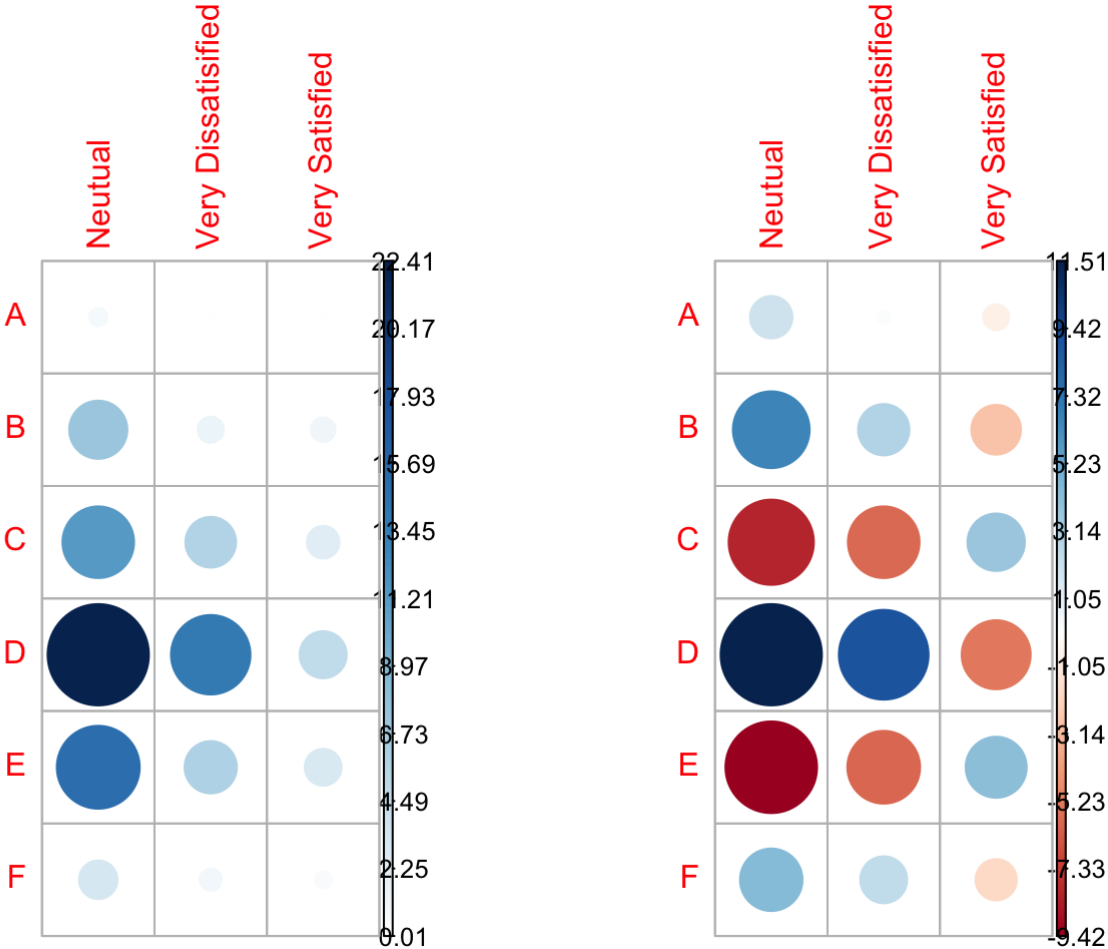 Neutual
Very Dissatisified
Very Satisfied
A
B
C
D
E
F
22.41
20.17
17.93
15.69
13.45
11.21
8.97
6.73
4.49
2.25
0.01
Neutual
Very Dissatisified
Very Satisfied
A
B
C
D
E
F
11.51
9.42
7.32
5.23
3.14
1.05
-1.05
-3.14
-5.23
-7.33
-9.42